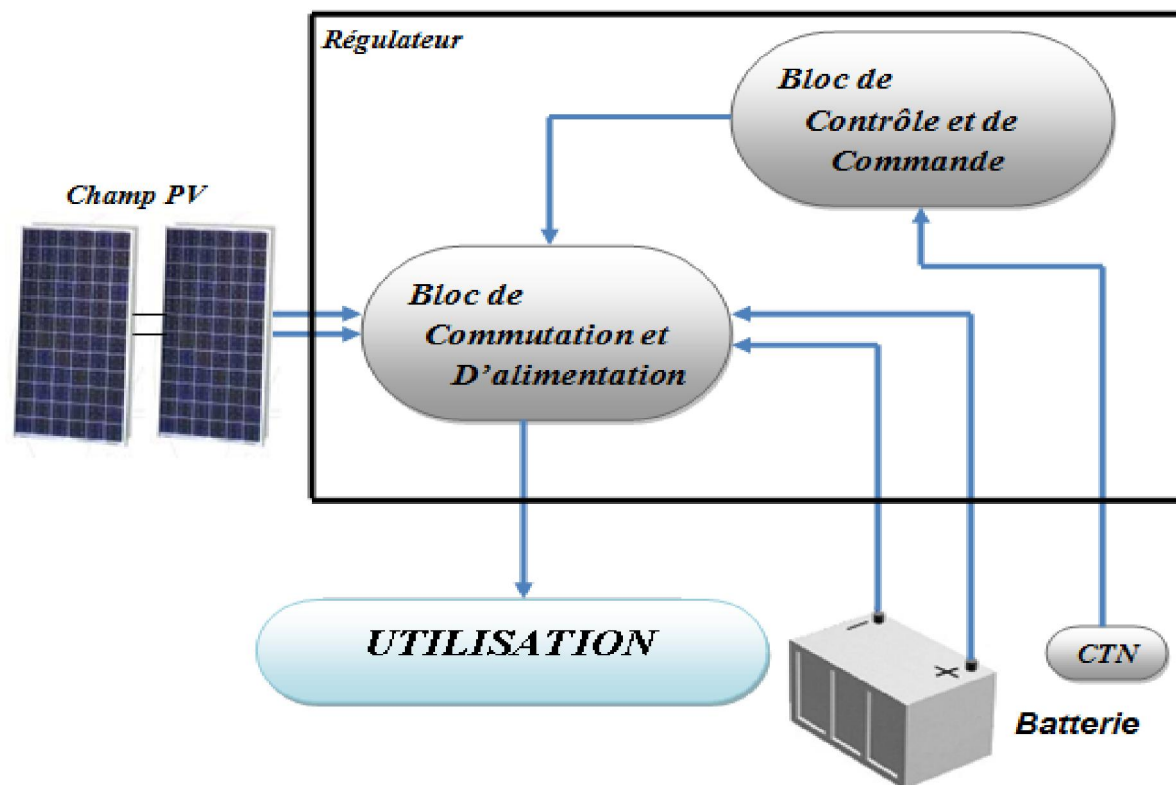 Régulateur
Bloc de
Contrôle et de
Commande
Champ PV
Bloc de
Commutation et
D'alimentation
UTILISATION
CTN
Batterie